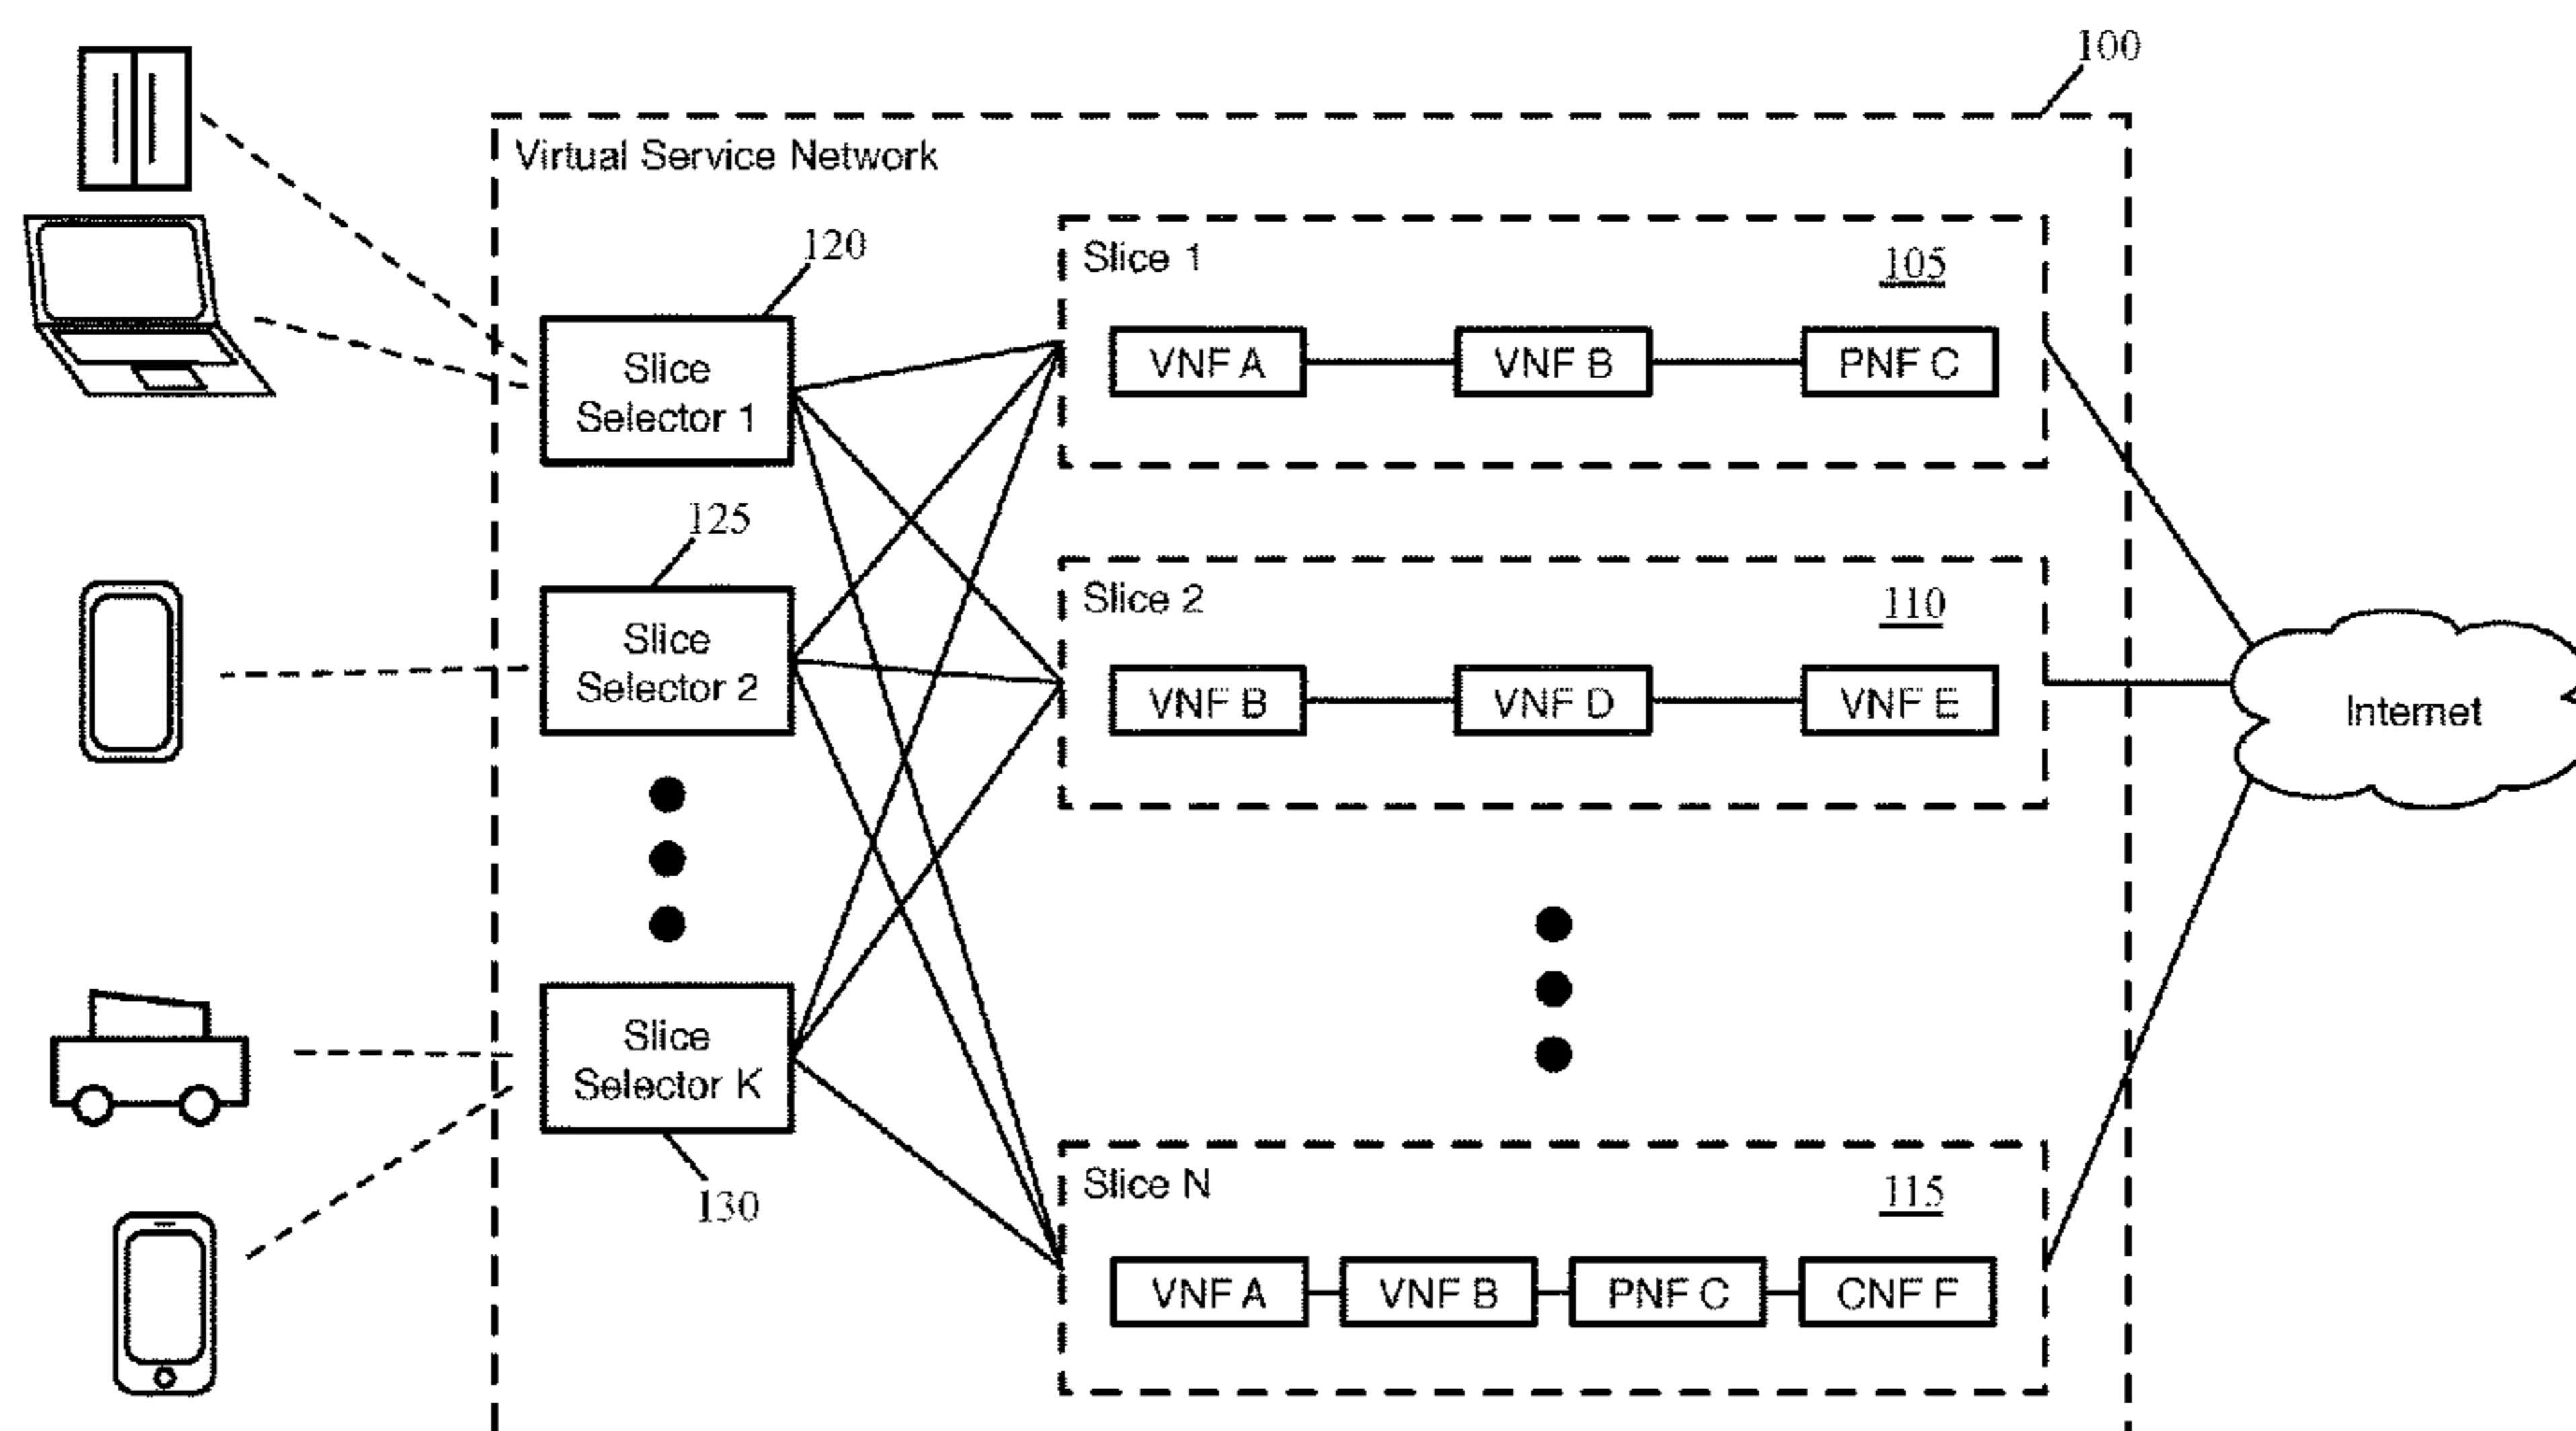 100
Virtual Service Network
120
Slice
Selector 1
Slice 1
105
VNF A
VNF B
PNF C
125
Slice
Selector 2
Slice 2
110
VNF B
VNF D
VNF E
Internet
Slice
Selector K
130
Slice N
115
VNF A
VNF B
PNF C
CNF F